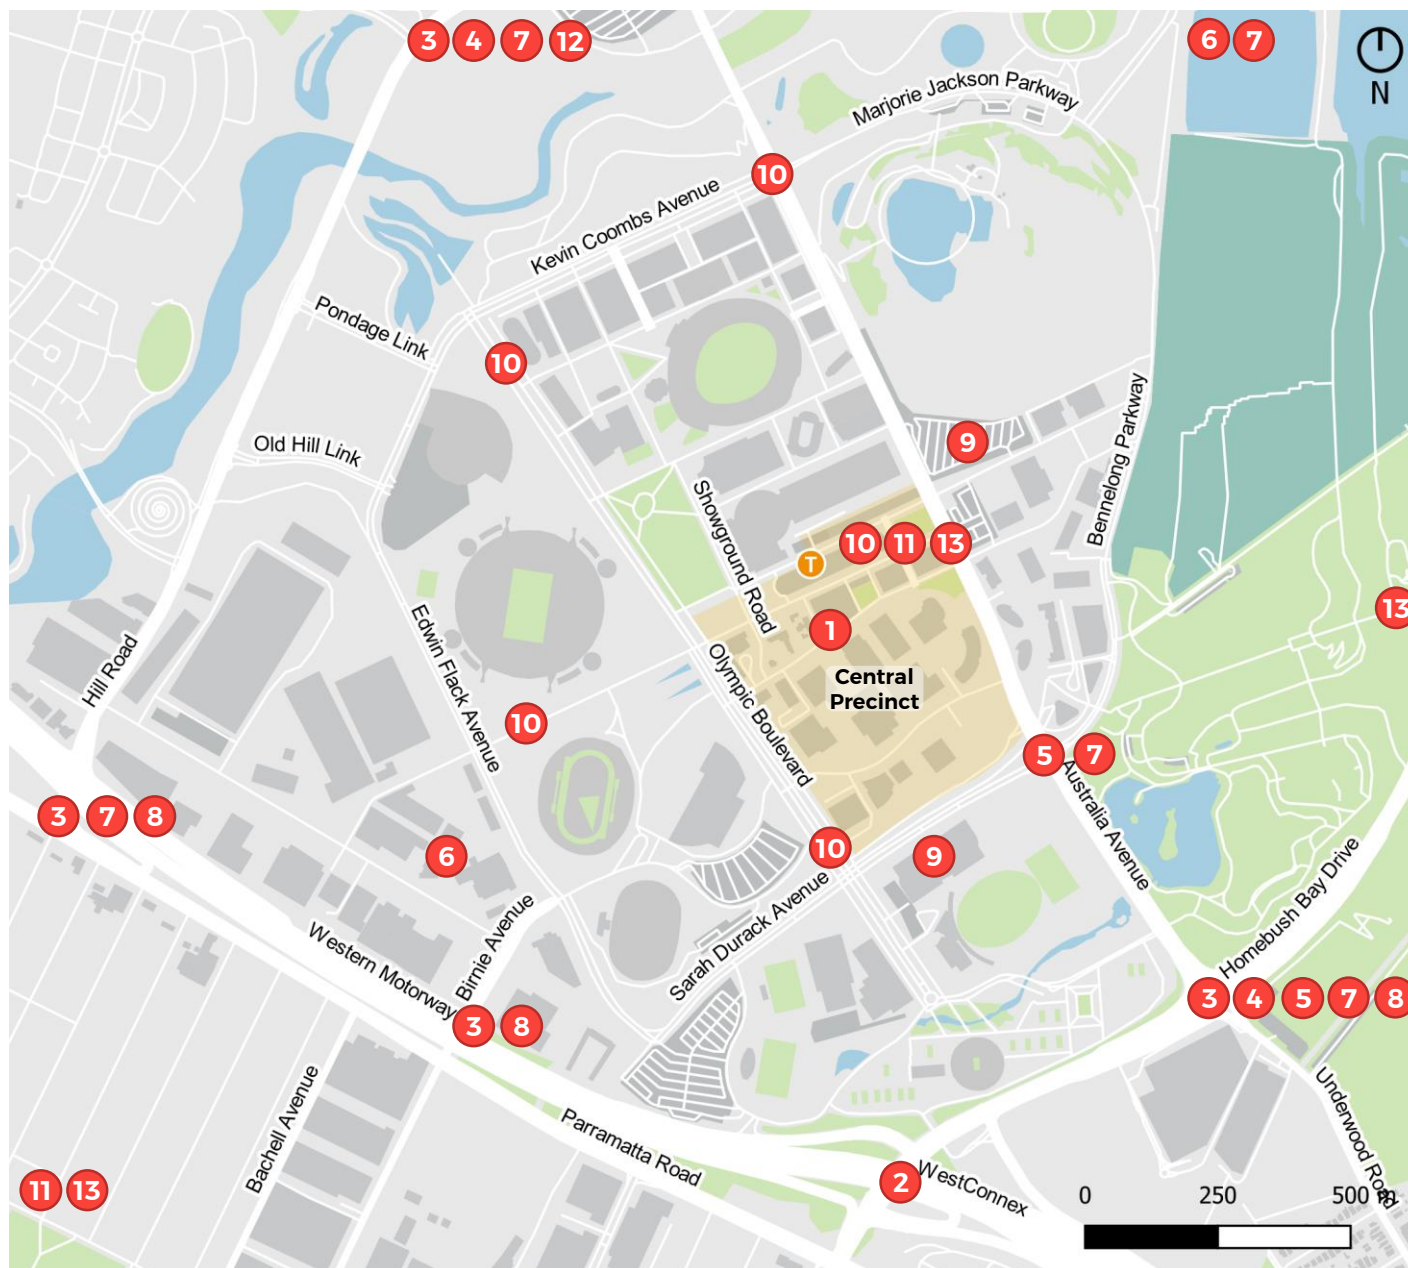 3 4 7 12
6 7
N
Marjorie Jackson Parkway
10
Kevin Coombs Avenue
Pondage Link
10
Bennelong Parkway
Old Hill Link
9
Showground Road
10 11 13
T
13
1
Edwin Flack Avenue
Hill Road
Central
Precinct
Olympic Boulevard
10
5 7
Australia Avenue
3 7 8
6
10
9
Homebush Bay Drive
Sarah Durack Avenue
Birnie Avenue
Western Motorway
3 8
3 4 5 7 8
Bachell Avenue
Parramatta Road
Underwood Road
11 13
2
WestConnex
0 250 500 m